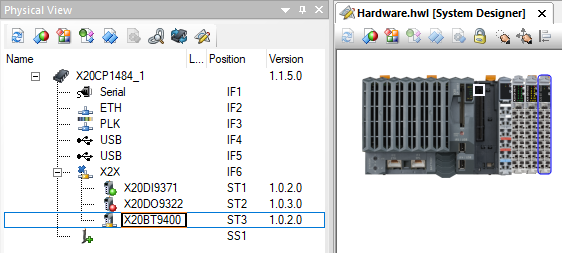 Physical View
Hardware.hwl [System Designer]
Name L... Position Version
X20CP1484_1 1.1.5.0
Serial IF1
ETH IF2
PLK IF3
USB IF4
USB IF5
X2X IF6
X20DI9371 ST1 1.0.2.0
X20DO9322 ST2 1.0.3.0
X20BT9400 ST3 1.0.2.0
SS1